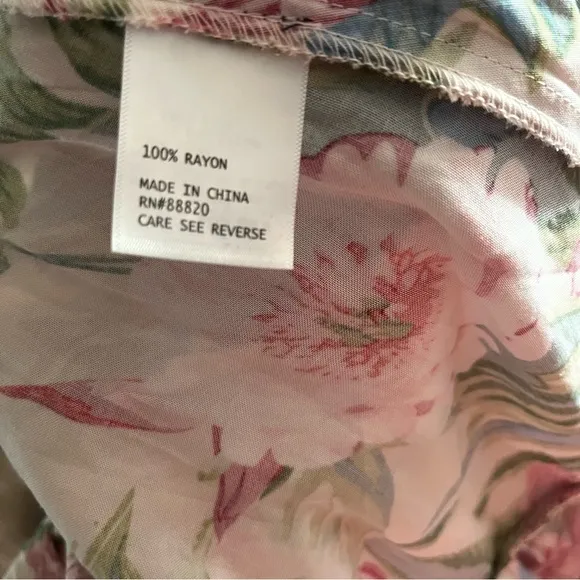 100% RAYON
MADE IN CHINA
RN#88820
CARE SEE REVERSE